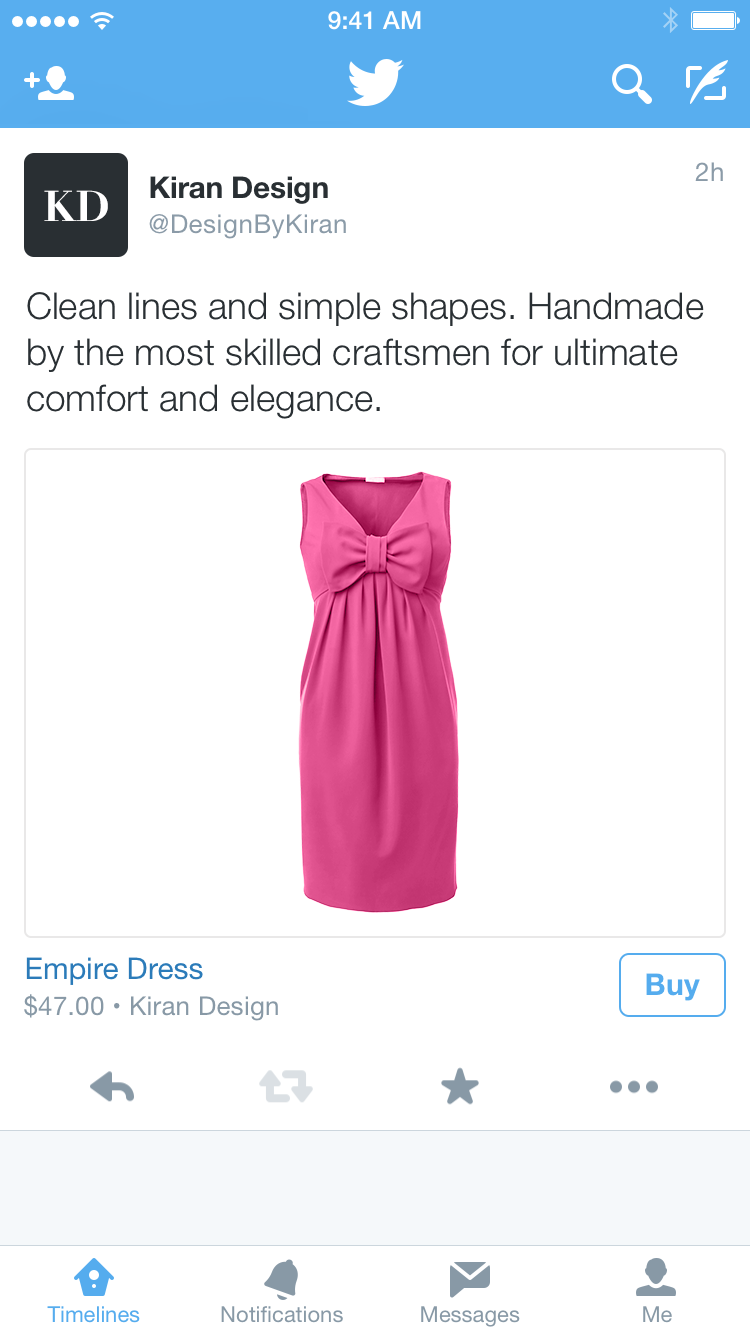 9:41 AM
KD
Kiran Design
2h
@DesignByKiran
Clean lines and simple shapes. Handmade
by the most skilled craftsmen for ultimate
comfort and elegance.
Empire Dress
$47.00 • Kiran Design
Buy
Timelines
Notifications
Messages
Me